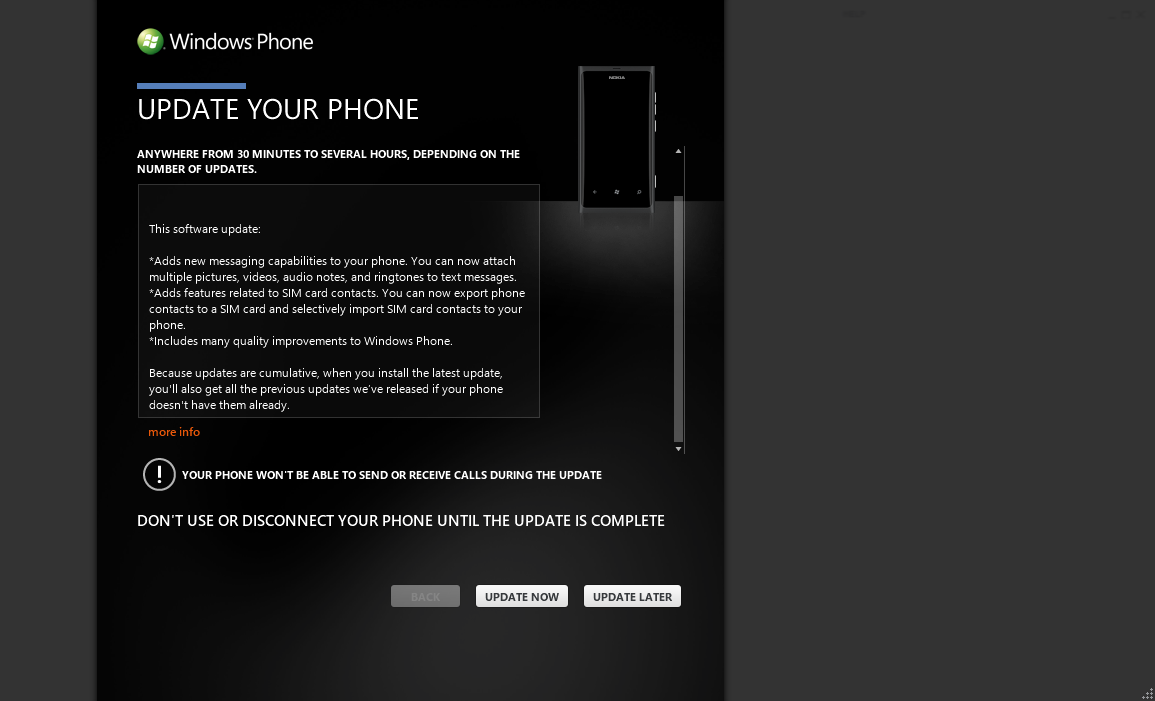 Windows Phone
UPDATE YOUR PHONE
NOKIA
ANYWHERE FROM 30 MINUTES TO SEVERAL HOURS, DEPENDING ON THE
NUMBER OF UPDATES.
This software update:
*Adds new messaging capabilities to your phone. You can now attach
multiple pictures, videos, audio notes, and ringtones to text messages.
*Adds features related to SIM card contacts. You can now export phone
contacts to a SIM card and selectively import SIM card contacts to your
phone.
*Includes many quality improvements to Windows Phone.
Because updates are cumulative, when you install the latest update,
you'll also get all the previous updates we've released if your phone
doesn't have them already.
more info
YOUR PHONE WON'T BE ABLE TO SEND OR RECEIVE CALLS DURING THE UPDATE
DON'T USE OR DISCONNECT YOUR PHONE UNTIL THE UPDATE IS COMPLETE
BACK
UPDATE NOW
UPDATE LATER